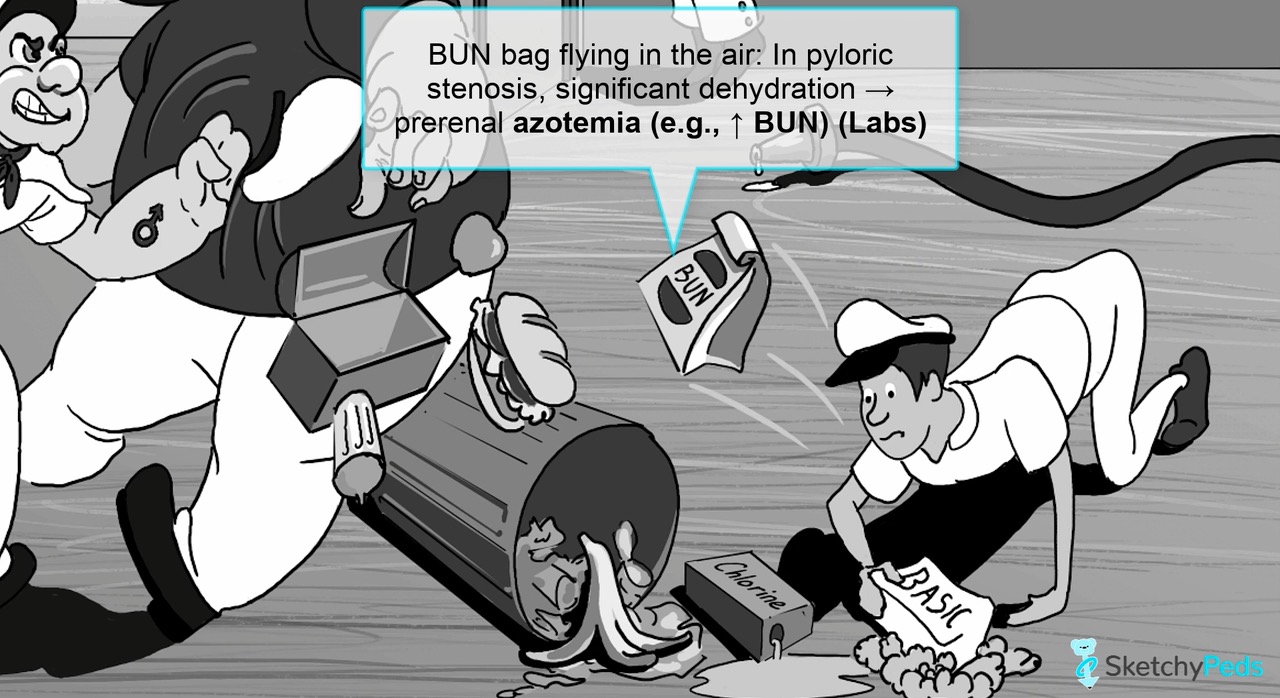 BUN bag flying in the air: In pyloric
stenosis, significant dehydration →
prerenal azotemia (e.g., ↑ BUN) (Labs)
BUN
Chlorine
BASIC
SketchyPeds